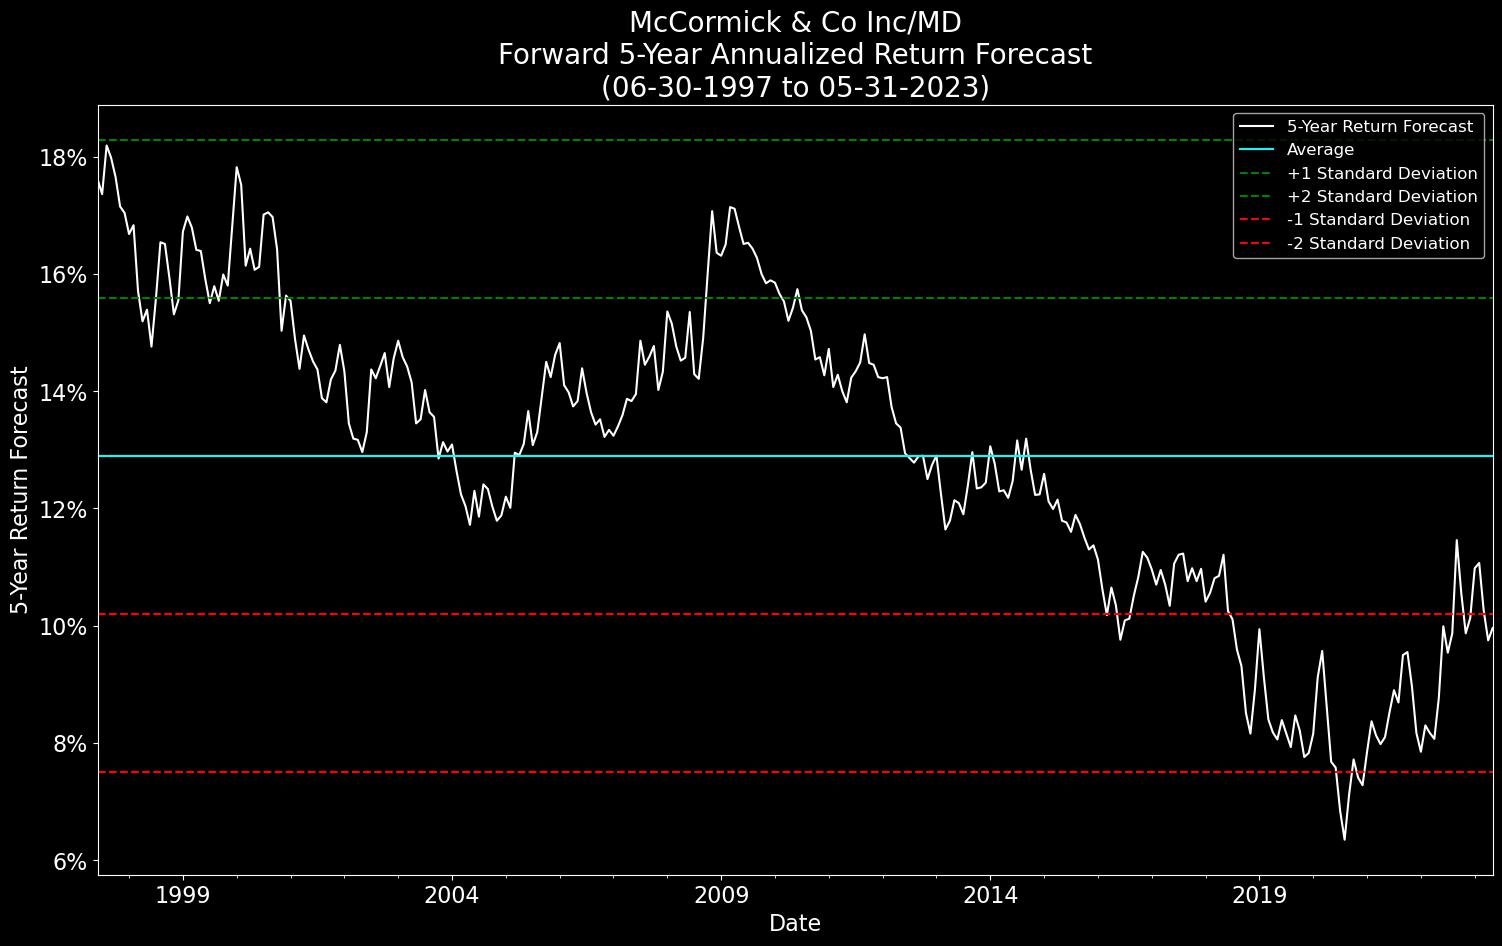 McCormick & Co Inc/MD
Forward 5-Year Annualized Return Forecast
(06-30-1997 to 05-31-2023)
5-Year Return Forecast
Average
+1 Standard Deviation
+2 Standard Deviation
-1 Standard Deviation
-2 Standard Deviation
5-Year Return Forecast
18%
16%
14%
12%
10%
8%
6%
1999 2004 2009 2014 2019
Date